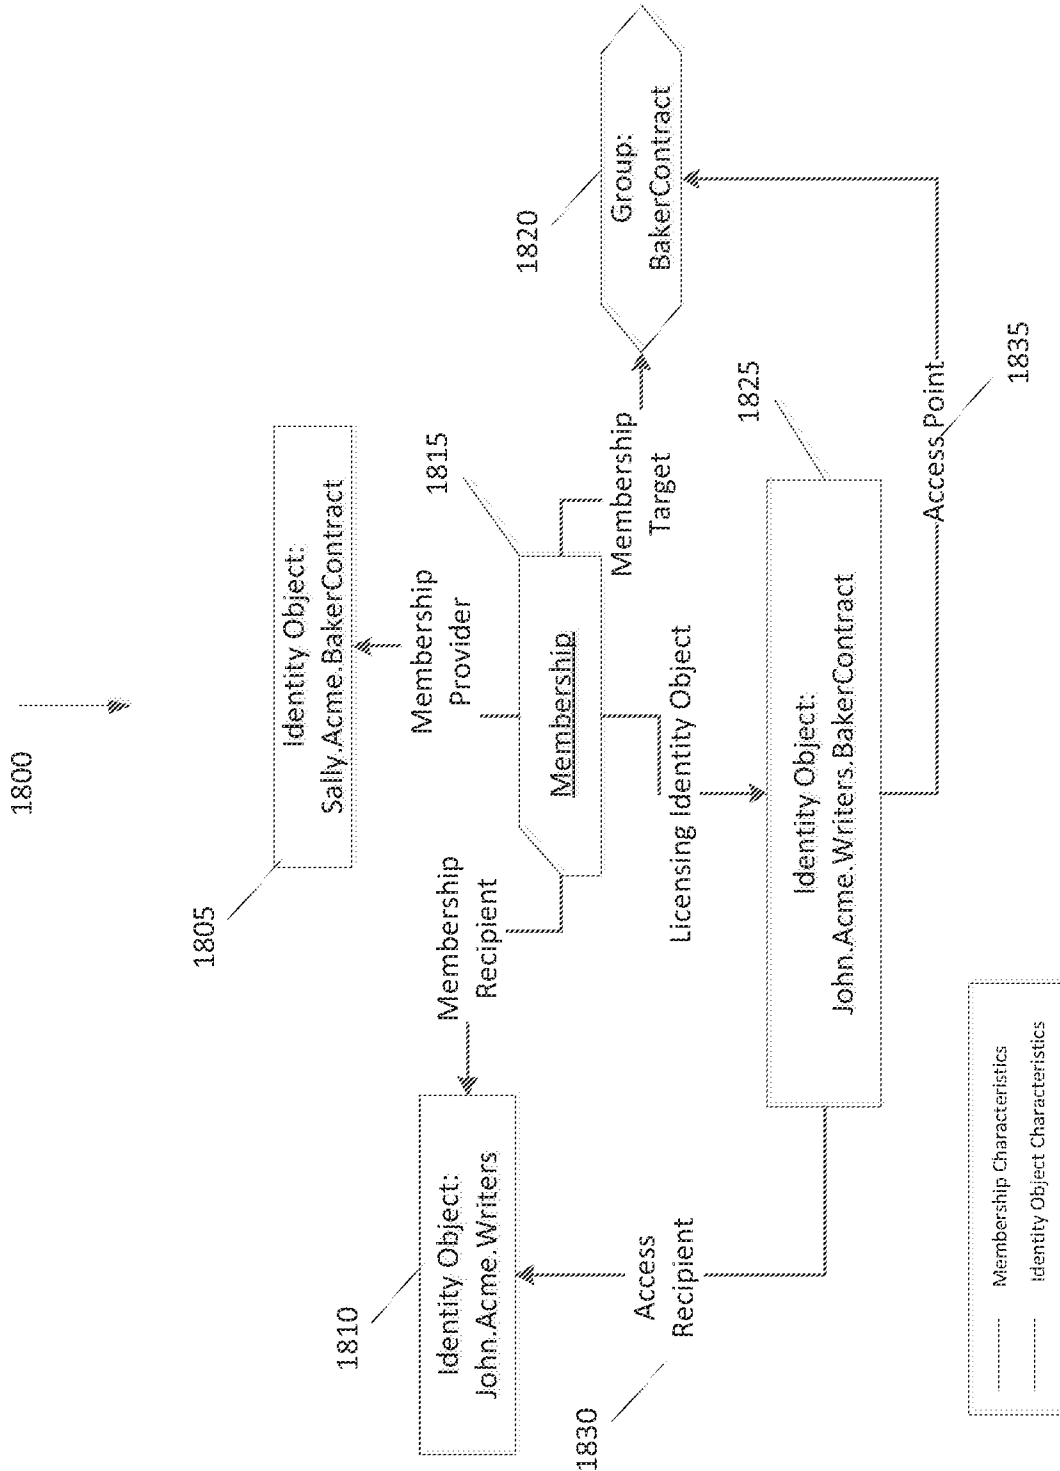 1800
1805
Identity Object:
Sally.Acme.BakerContract
Membership
Provider
1810
Identity Object:
John.Acme.Writers
Membership
Recipient
1815
Membership
Membership
Target
1820
Group:
BakerContract
Licensing Identity Object
1825
Identity Object:
John.Acme.Writers.BakerContract
Access
Recipient
1830
Access Point
1835
Membership Characteristics
Identity Object Characteristics